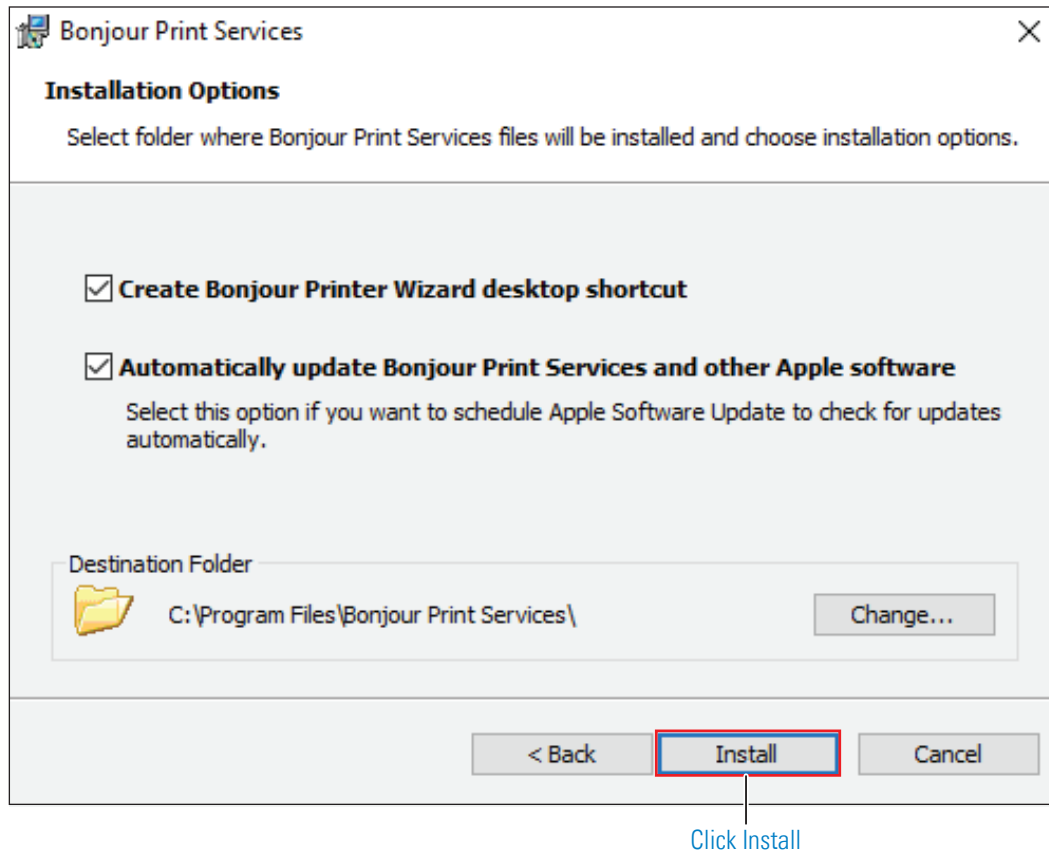 Bonjour Print Services
Installation Options
Select folder where Bonjour Print Services files will be installed and choose installation options.
Create Bonjour Printer Wizard desktop shortcut
Automatically update Bonjour Print Services and other Apple software
Select this option if you want to schedule Apple Software Update to check for updates
automatically.
Destination Folder
C:\Program Files\Bonjour Print Services\
Change...
< Back
Install
Cancel
Click Install